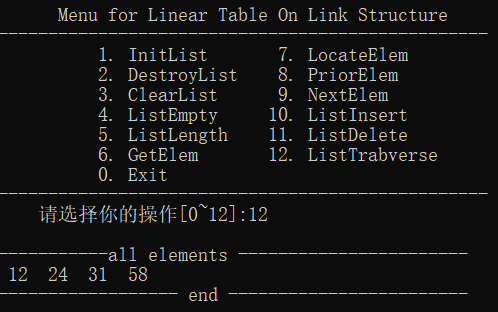 Menu for Linear Table On Link Structure
-------------------------------------------------
1. InitList 7. LocateElem
2. DestroyList 8. PriorElem
3. ClearList 9. NextElem
4. ListEmpty 10. ListInsert
5. ListLength 11. ListDelete
6. GetElem 12. ListTrabverse
0. Exit
-------------------------------------------------
请选择你的操作[0~12]:12
-----------all elements -----------------------
12 24 31 58
------------------ end ------------------------